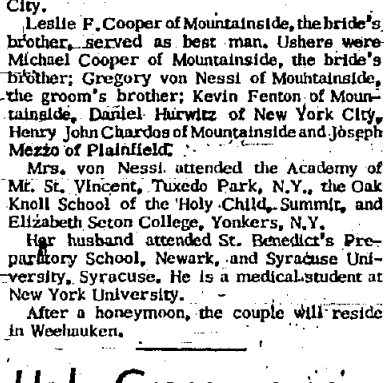 City.
Leslie F. Cooper of Mountainside, the bride's
brother, served as best man. Ushers were
Michael Cooper of Mountainside, the bride's
brother; Gregory von Nessi of Mountainside,
the groom's brother; Kevin Fenton of Moun-
tainside, Daniel Hurwitz of New York City,
Henry John Chardos of Mountainside and Joseph
Mezzo of Plainfield.
Mrs. von Nessi attended the Academy of
Mt. St. Vincent, Tuxedo Park, N.Y., the Oak
Knoll School of the Holy Child, Summit, and
Elizabeth Seton College, Yonkers, N.Y.
Her husband attended St. Benedict's Pre-
paratory School, Newark, and Syracuse Uni-
versity, Syracuse. He is a medical student at
New York University.
After a honeymoon, the couple will reside
in Weehauken.